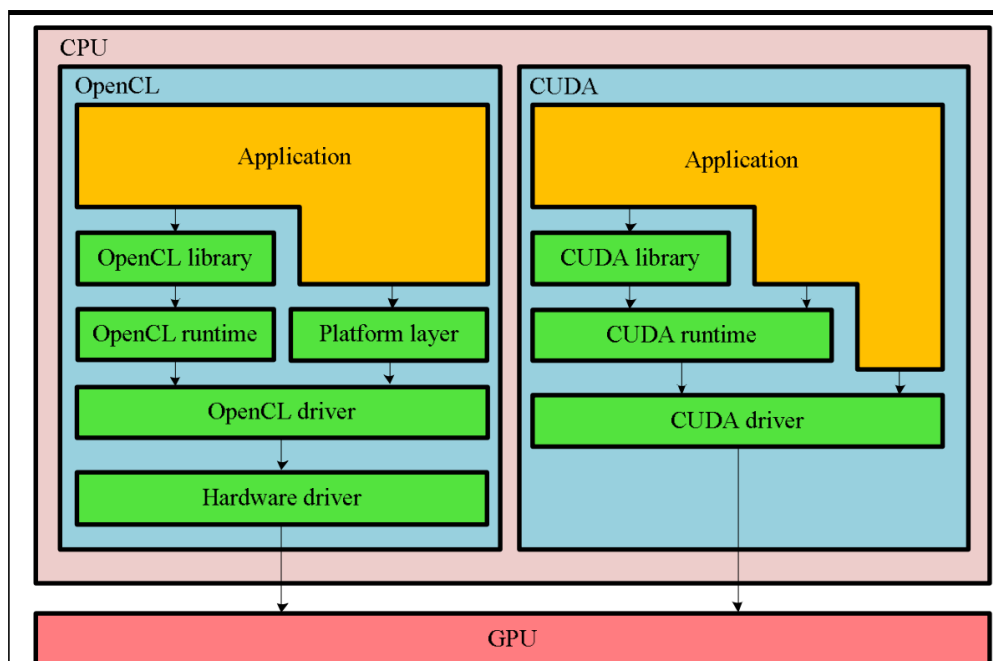 CPU
OpenCL
Application
OpenCL library
OpenCL runtime
Platform layer
OpenCL driver
Hardware driver
CUDA
Application
CUDA library
CUDA runtime
CUDA driver
GPU